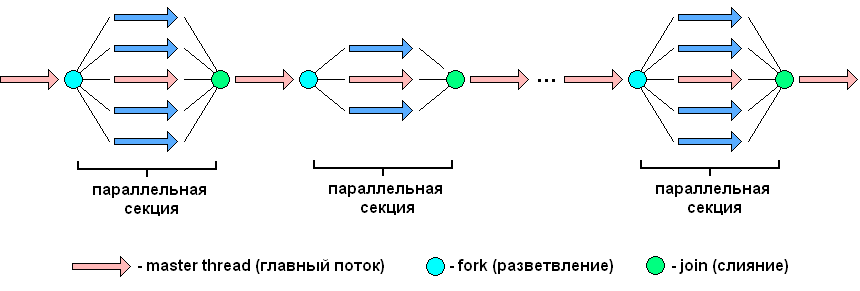 ...
параллельная
секция
параллельная
секция
параллельная
секция
- master thread (главный поток)
- fork (разветвление)
- join (слияние)